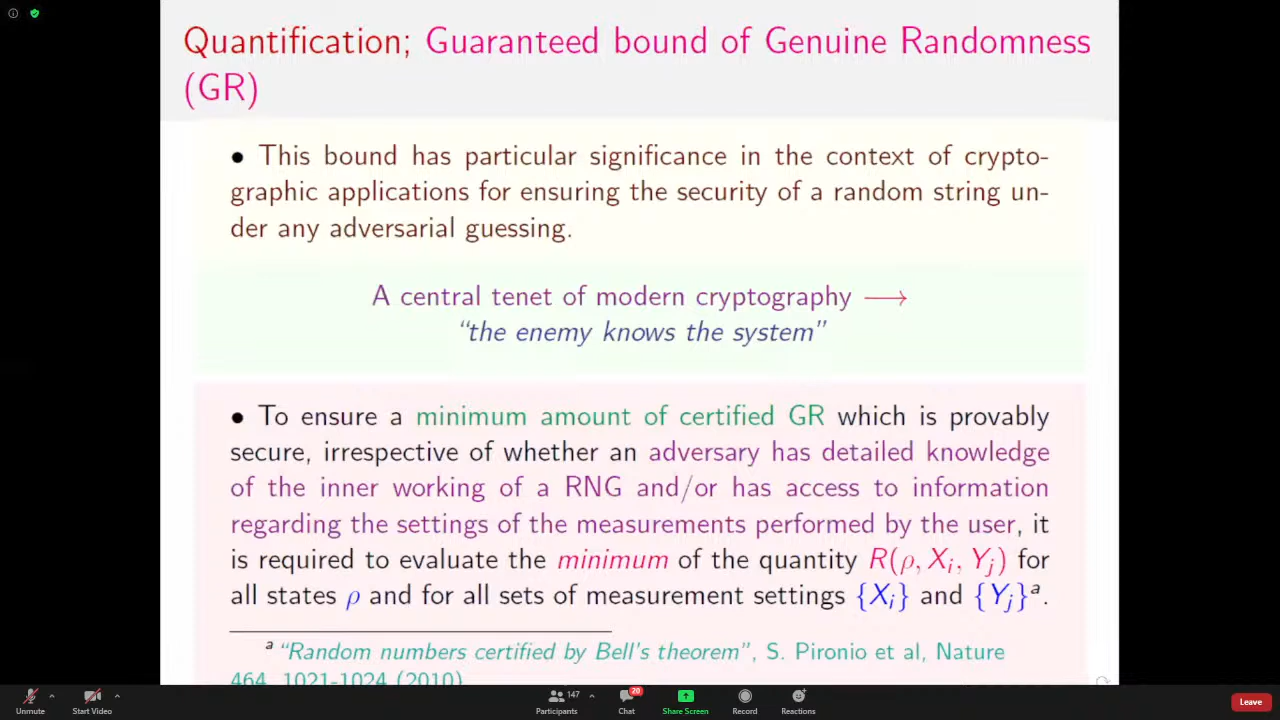 Quantification; Guaranteed bound of Genuine Randomness
(GR)
• This bound has particular significance in the context of crypto-
graphic applications for ensuring the security of a random string un-
der any adversarial guessing.
A central tenet of modern cryptography ⟶
“the enemy knows the system”
• To ensure a minimum amount of certified GR which is provably
secure, irrespective of whether an adversary has detailed knowledge
of the inner working of a RNG and/or has access to information
regarding the settings of the measurements performed by the user, it
is required to evaluate the minimum of the quantity R(ρ, Xᵢ, Yⱼ) for
all states ρ and for all sets of measurement settings {Xᵢ} and {Yⱼ}ᵃ.
ᵃ “Random numbers certified by Bell's theorem”, S. Pironio et al, Nature
464, 1021-1024 (2010)
147
20
Unmute
Start Video
Participants
Chat
Share Screen
Record
Reactions
Leave